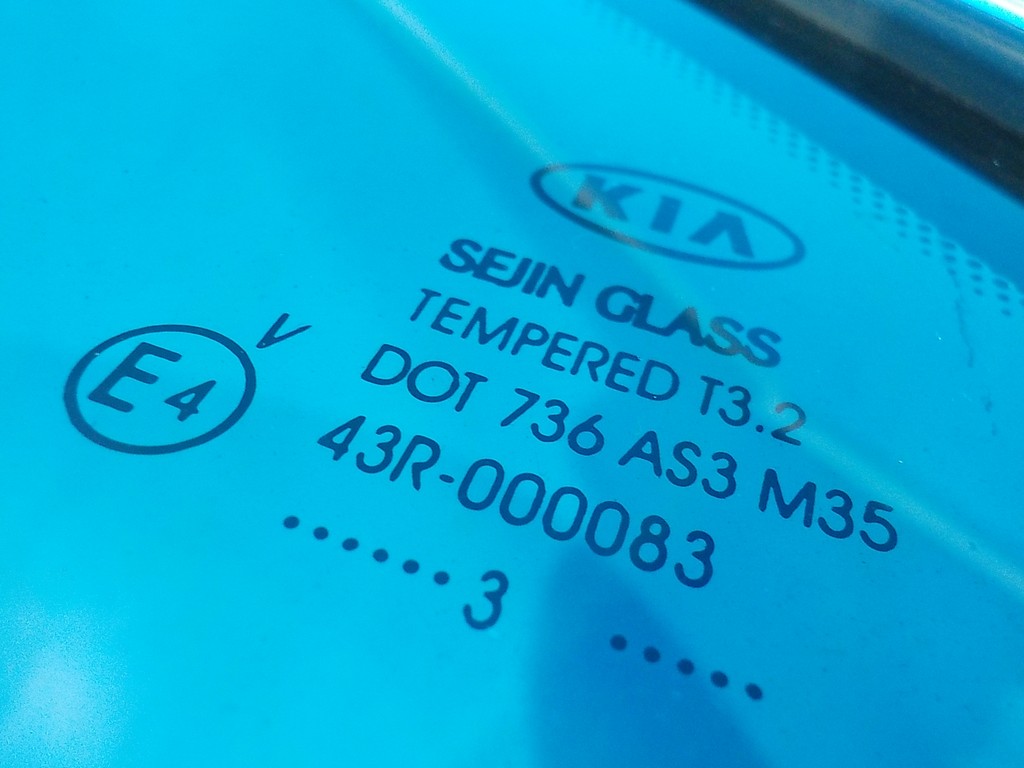 KIA
SEJIN GLASS
TEMPERED T3.2
DOT 736 AS3 M35
E4 V
43R-000083
...... 3 .....